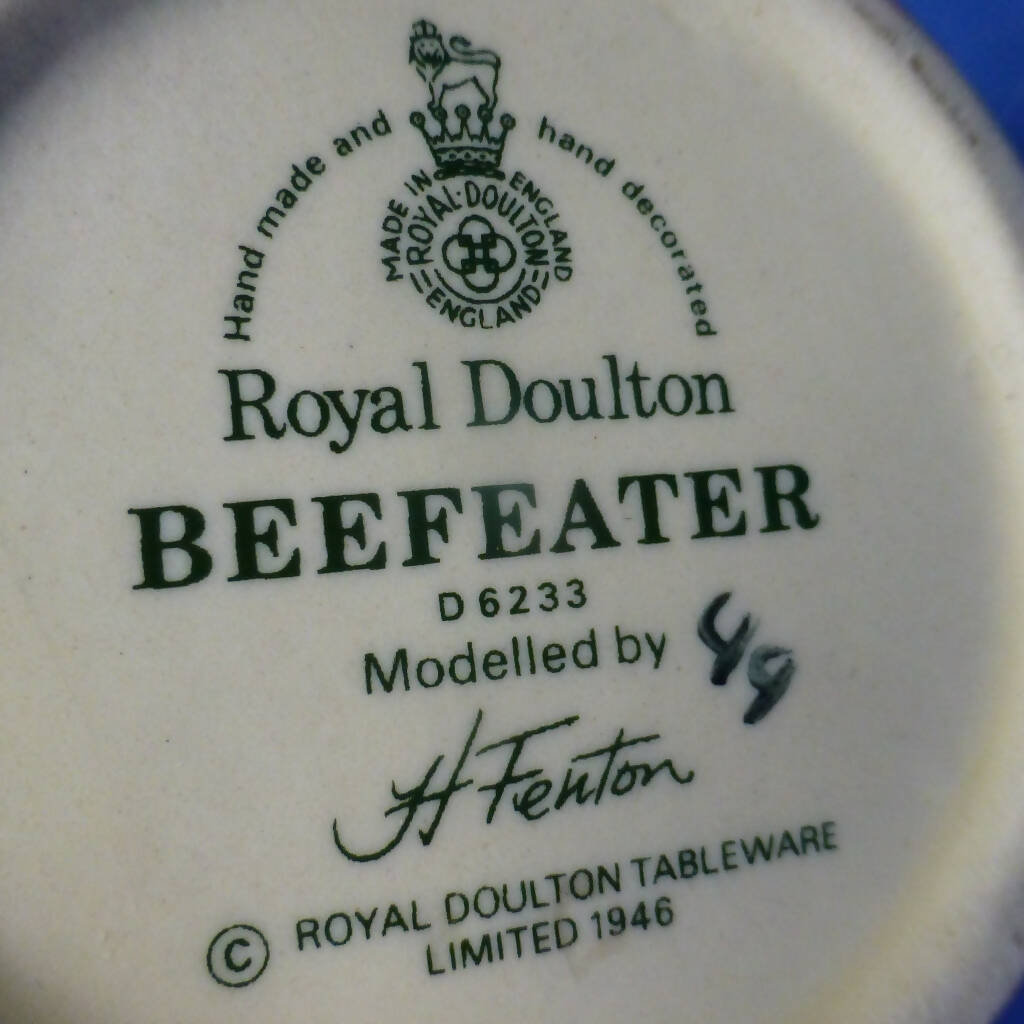 Hand made and hand decorated
MADE IN ENGLAND
ROYAL·DOULTON
ENGLAND
Royal Doulton
BEEFEATER
D 6233
Modelled by
49
H Fenton
© ROYAL DOULTON TABLEWARE
LIMITED 1946